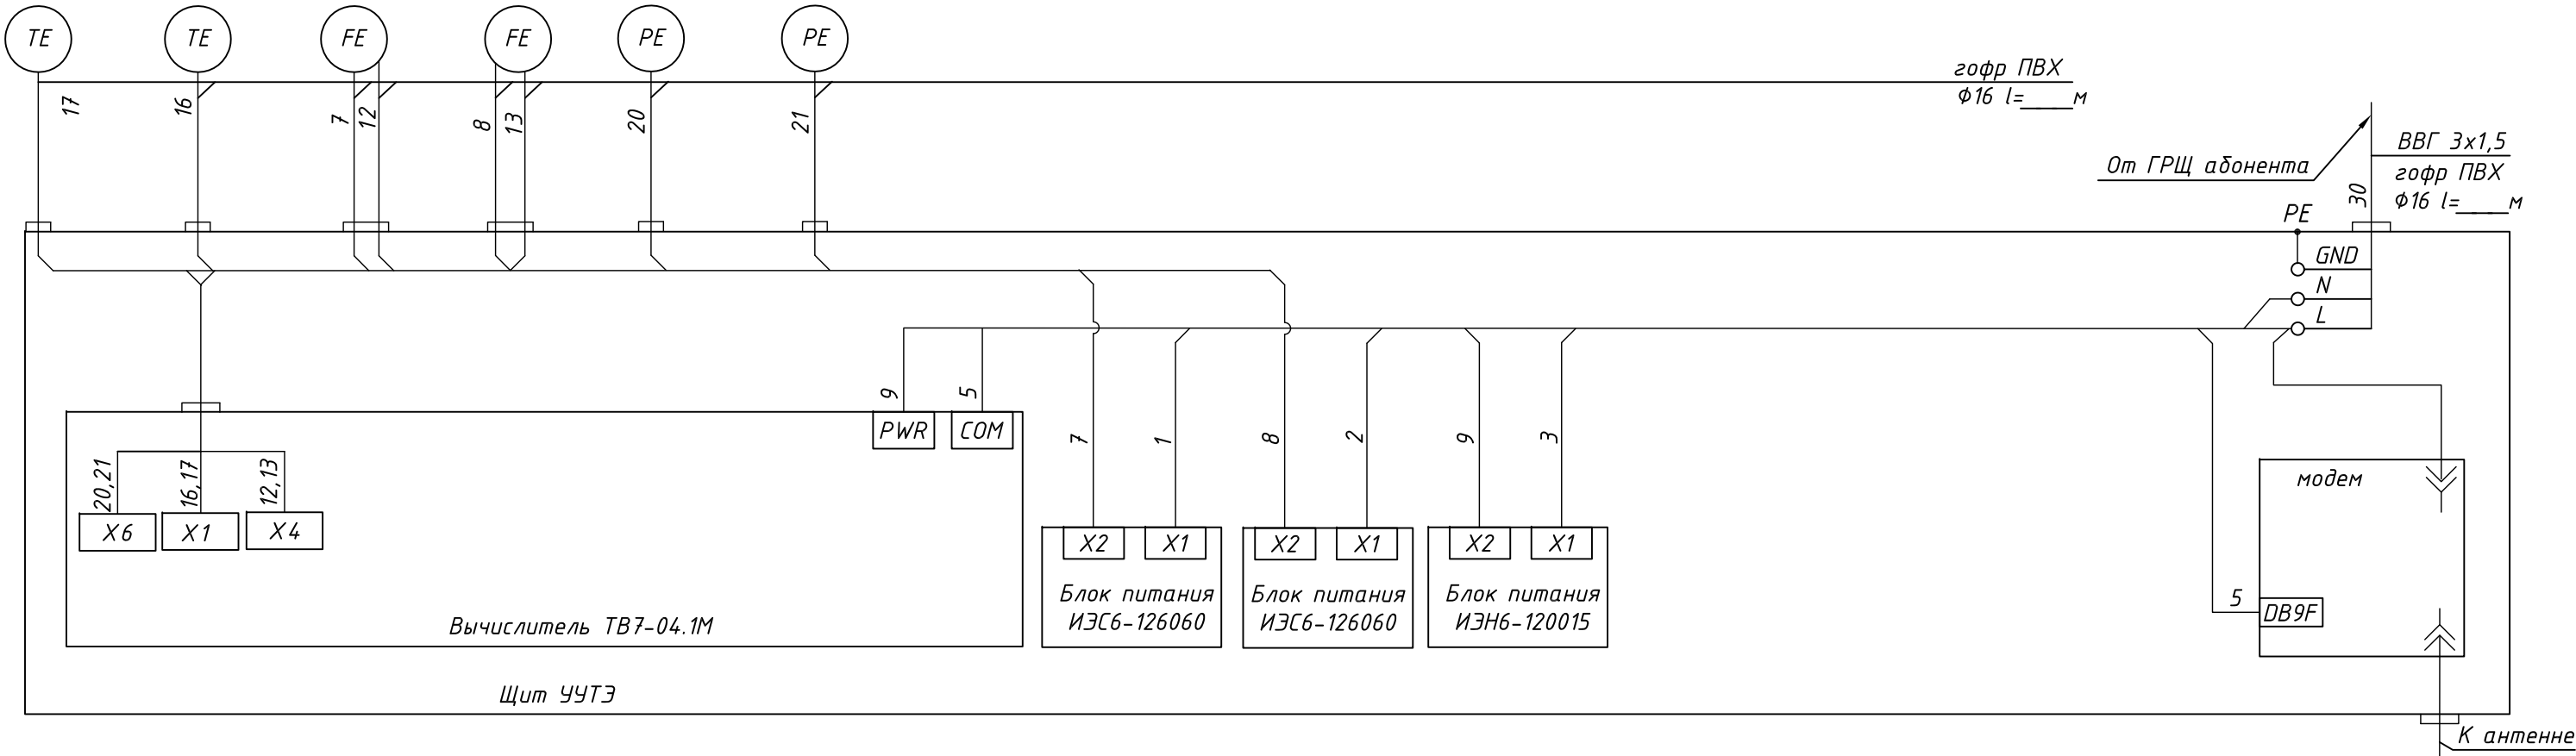 TE
TE
FE
FE
PE
PE
гофр ПВХ
Ф16 l=____м
17
16
7
12
8
13
20
21
От ГРЩ абонента
ВВГ 3х1,5
гофр ПВХ
Ф16 l=____м
30
PE
GND
N
L
9
5
PWR
COM
7
1
8
2
9
3
20,21
16,17
12,13
X6
X1
X4
модем
X2
X1
X2
X1
X2
X1
Блок питания
ИЭС6-126060
Блок питания
ИЭС6-126060
Блок питания
ИЭН6-120015
5
DB9F
Вычислитель ТВ7-04.1М
Щит УУТЭ
К антенне